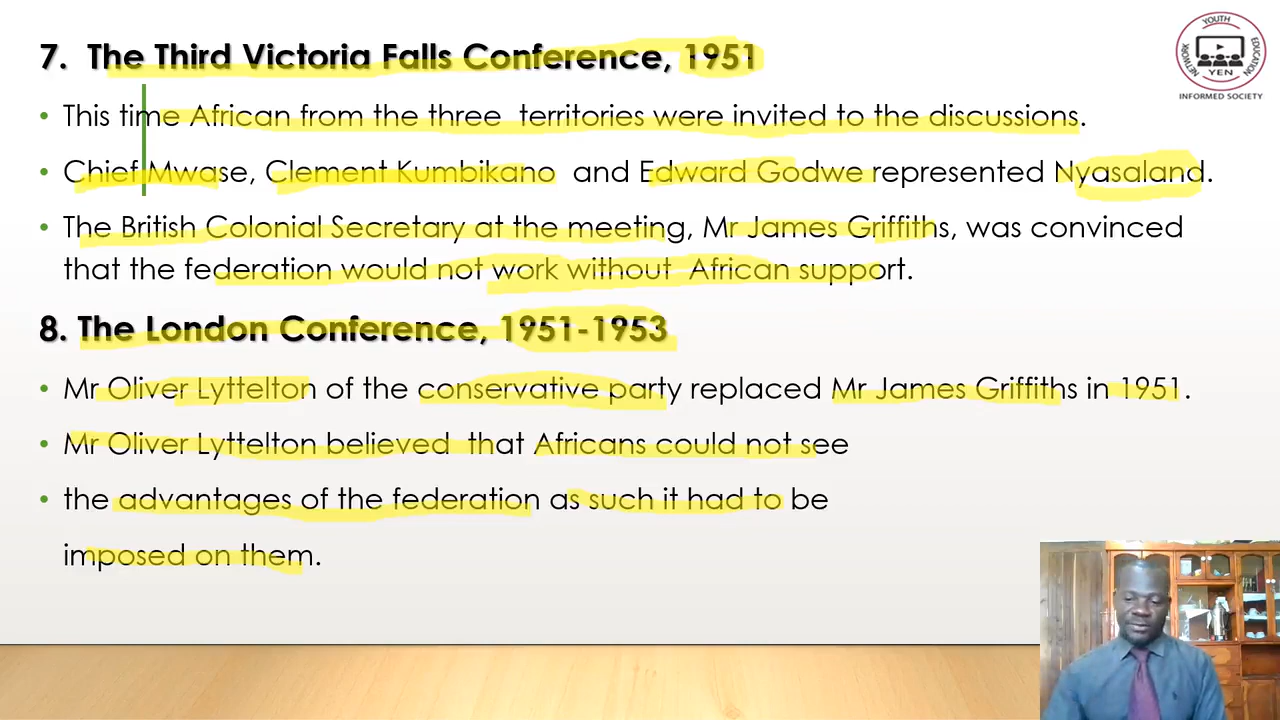 7. The Third Victoria Falls Conference, 1951
• This time African from the three territories were invited to the discussions.
• Chief Mwase, Clement Kumbikano and Edward Godwe represented Nyasaland.
• The British Colonial Secretary at the meeting, Mr James Griffiths, was convinced
that the federation would not work without African support.
8. The London Conference, 1951-1953
• Mr Oliver Lyttelton of the conservative party replaced Mr James Griffiths in 1951.
• Mr Oliver Lyttelton believed that Africans could not see
• the advantages of the federation as such it had to be
imposed on them.
YOUTH
EDUCATION
NETWORK
YEN
INFORMED SOCIETY